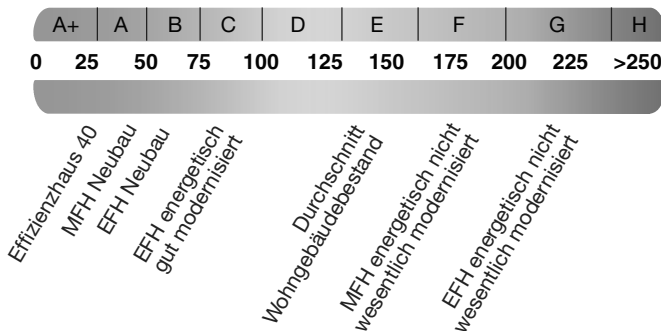 A+ A B C D E F G H
0 25 50 75 100 125 150 175 200 225 >250
Effizienzhaus 40
MFH Neubau
EFH Neubau
EFH energetisch
gut modernisiert
Durchschnitt
Wohngebäudebestand
MFH energetisch nicht
wesentlich modernisiert
EFH energetisch nicht
wesentlich modernisiert